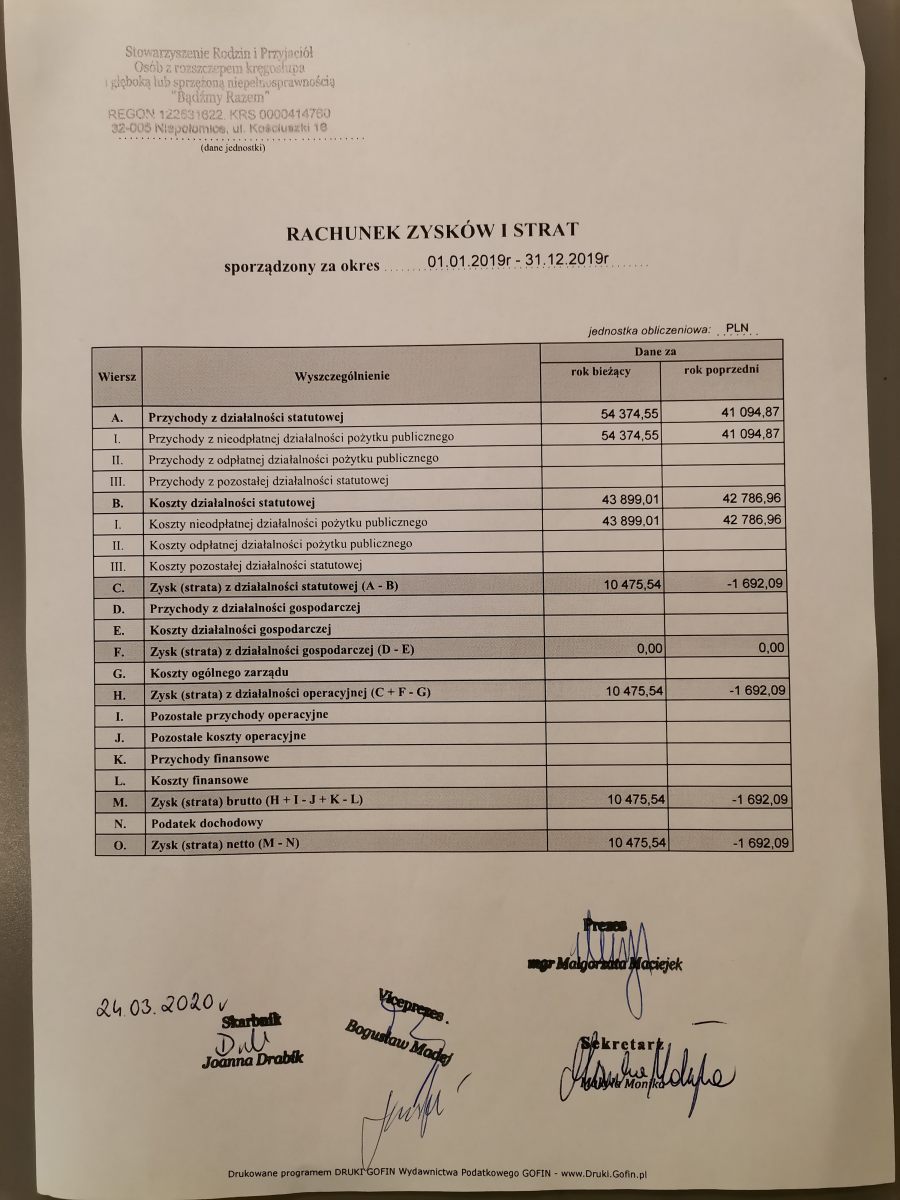 Stowarzyszenie Rodzin i Przyjaciół
Osób z rozszczepem kręgosłupa
i głęboką lub sprzężoną niepełnosprawnością
"Bądźmy Razem"
REGON 122631622 KRS 0000414760
32-005 Niepołomice, ul. Kościuszki 16
(dane jednostki)
RACHUNEK ZYSKÓW I STRAT
sporządzony za okres 01.01.2019r - 31.12.2019r
jednostka obliczeniowa: PLN
Wiersz Wyszczególnienie Dane za
rok bieżący rok poprzedni
A. Przychody z działalności statutowej 54 374,55 41 094,87
I. Przychody z nieodpłatnej działalności pożytku publicznego 54 374,55 41 094,87
II. Przychody z odpłatnej działalności pożytku publicznego
III. Przychody z pozostałej działalności statutowej
B. Koszty działalności statutowej 43 899,01 42 786,96
I. Koszty nieodpłatnej działalności pożytku publicznego 43 899,01 42 786,96
II. Koszty odpłatnej działalności pożytku publicznego
III. Koszty pozostałej działalności statutowej
C. Zysk (strata) z działalności statutowej (A - B) 10 475,54 -1 692,09
D. Przychody z działalności gospodarczej
E. Koszty działalności gospodarczej
F. Zysk (strata) z działalności gospodarczej (D - E) 0,00 0,00
G. Koszty ogólnego zarządu
H. Zysk (strata) z działalności operacyjnej (C + F - G) 10 475,54 -1 692,09
I. Pozostałe przychody operacyjne
J. Pozostałe koszty operacyjne
K. Przychody finansowe
L. Koszty finansowe
M. Zysk (strata) brutto (H + I - J + K - L) 10 475,54 -1 692,09
N. Podatek dochodowy
O. Zysk (strata) netto (M - N) 10 475,54 -1 692,09
Prezes
mgr Małgorzata Maciejek
24.03.2020r
Skarbnik
Joanna Drabik
Wiceprezes
Bogusław Madej
Sekretarz
Monika
Drukowane programem DRUKI GOFIN Wydawnictwa Podatkowego GOFIN - www.Druki.Gofin.pl